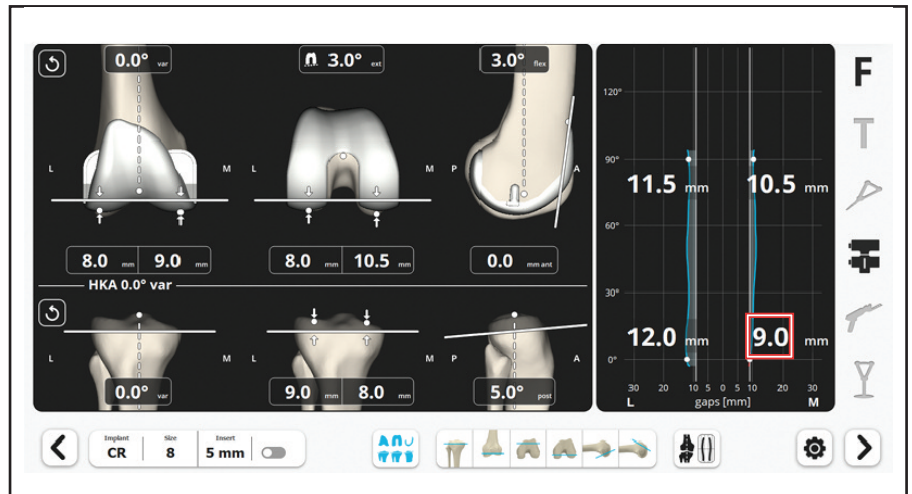 0.0° var
3.0° ext
3.0° flex
F
T
120°
90°
60°
30°
0°
L M L M P A
11.5 mm 10.5 mm
8.0 mm 9.0 mm
8.0 mm 10.5 mm
0.0 mm ant
HKA 0.0° var
L M L M P A
12.0 mm 9.0 mm
0.0° var
9.0 mm 8.0 mm
5.0° post
30 20 10 5 0 5 10 20 30
L gaps [mm] M
Implant Size Insert
CR 8 5 mm